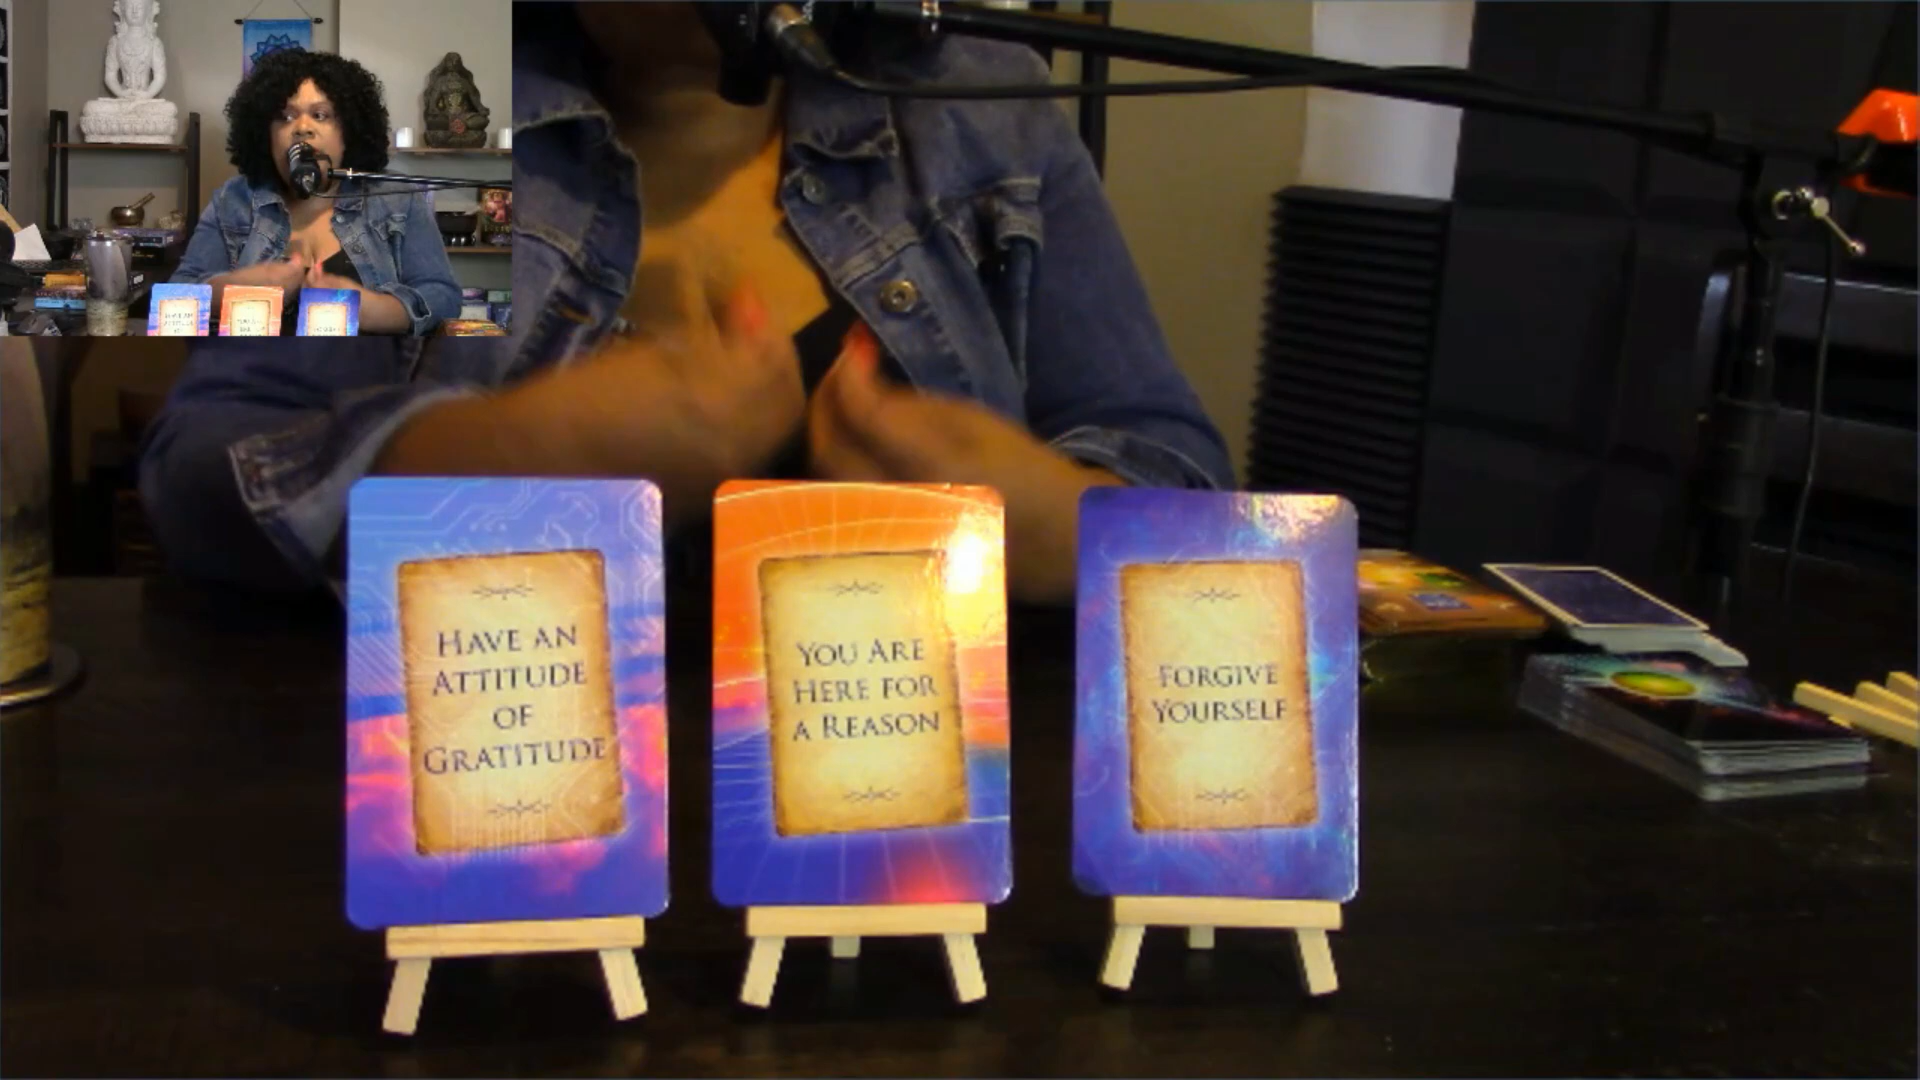 HAVE AN
ATTITUDE
OF
GRATITUDE
YOU ARE
HERE FOR
A REASON
FORGIVE
YOURSELF